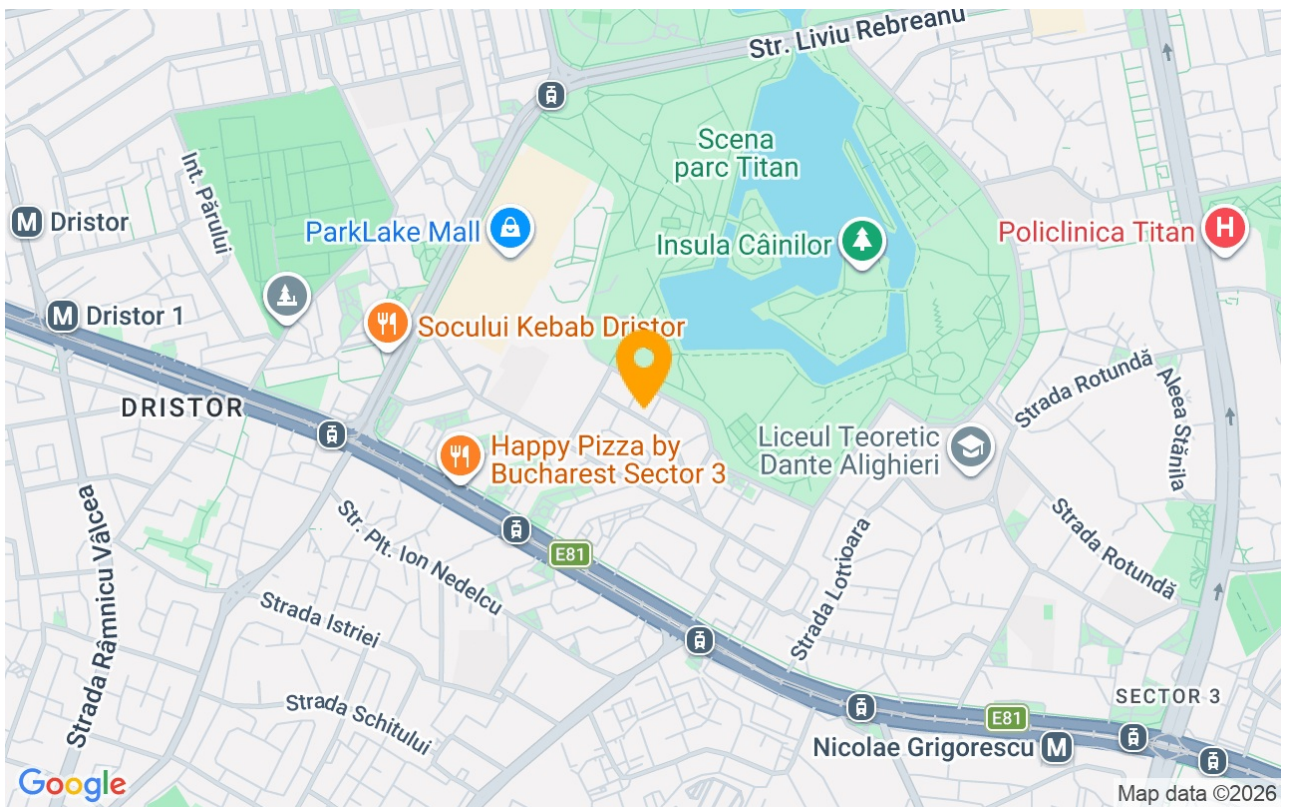 Str. Liviu Rebreanu
Scena
parc Titan
Int. Părului
M Dristor
ParkLake Mall
Insula Câinilor
Policlinica Titan
H
M Dristor 1
Socului Kebab Dristor
DRISTOR
Strada Rotundă
Aleea Stănila
Happy Pizza by
Bucharest Sector 3
Liceul Teoretic
Dante Alighieri
Strada Râmnicu Vâlcea
Str. Plt. Ion Nedelcu
E81
Strada Lotrioara
Strada Rotundă
Strada Istriei
Strada Schitului
SECTOR 3
E81
Nicolae Grigorescu M
Google
Map data ©2026